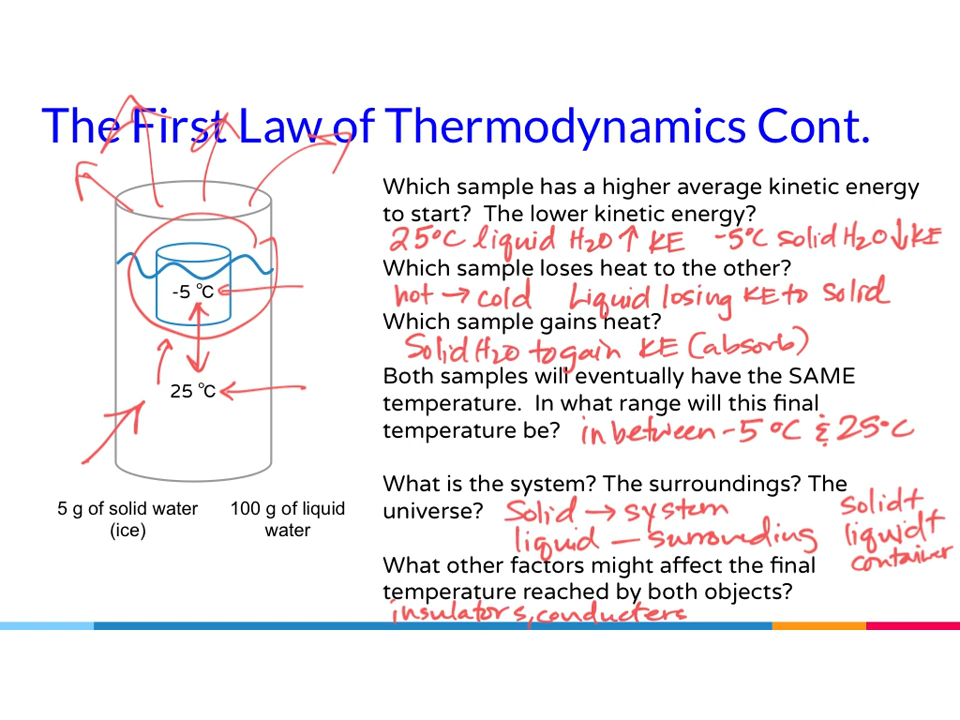 The First Law of Thermodynamics Cont.
Which sample has a higher average kinetic energy
to start? The lower kinetic energy?
25°C liquid H2O ↑ KE -5°C solid H2O ↓ KE
Which sample loses heat to the other?
hot → cold Liquid losing KE to solid
Which sample gains heat?
Solid H2O to gain KE (absorb)
Both samples will eventually have the SAME
temperature. In what range will this final
temperature be? in between -5°C & 25°C
What is the system? The surroundings? The
universe? Solid → system
liquid — surrounding
solid +
liquid +
container
What other factors might affect the final
temperature reached by both objects?
insulators, conducters
-5 °C
25 °C
5 g of solid water
(ice)
100 g of liquid
water